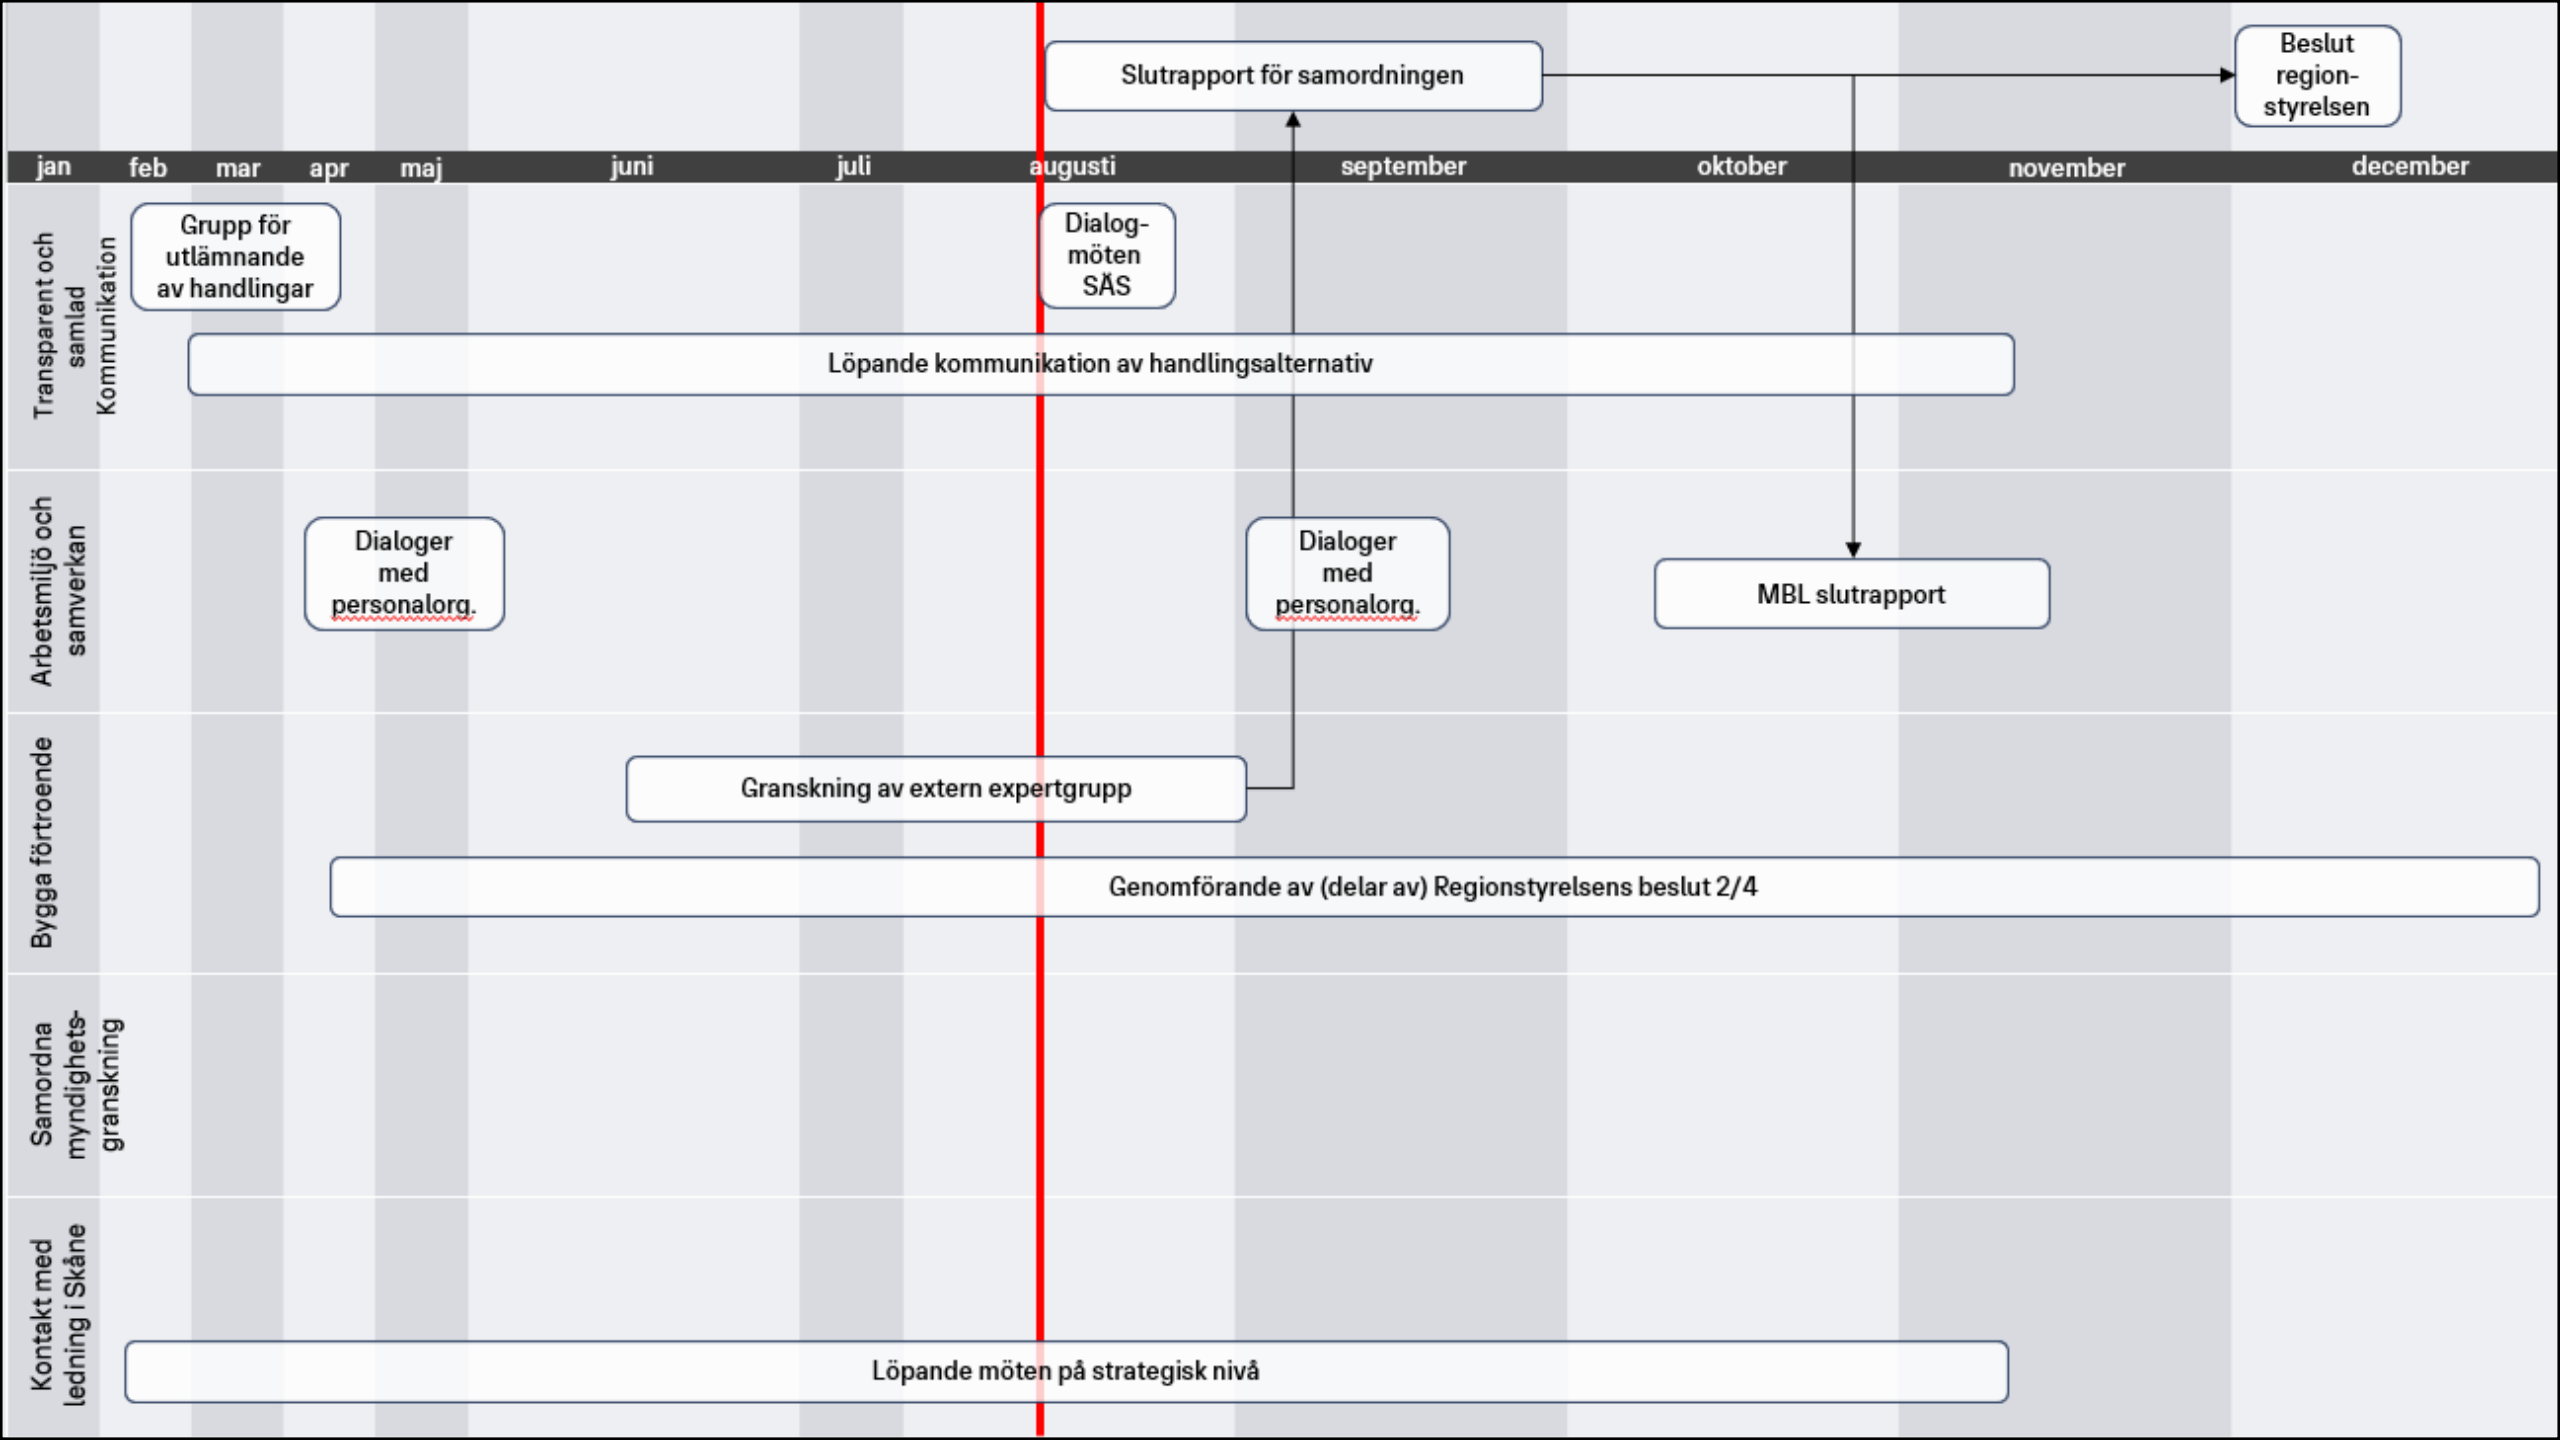 Slutrapport för samordningen
Beslut
region-
styrelsen
jan feb mar apr maj juni juli augusti september oktober november december
Transparent och
samlad
Kommunikation
Grupp för
utlämnande
av handlingar
Dialog-
möten
SÄS
Löpande kommunikation av handlingsalternativ
Arbetsmiljö och
samverkan
Dialoger
med
personalorg.
Dialoger
med
personalorg.
MBL slutrapport
Bygga förtroende
Granskning av extern expertgrupp
Genomförande av (delar av) Regionstyrelsens beslut 2/4
Samordna
myndighets-
granskning
Kontakt med
ledning i Skåne
Löpande möten på strategisk nivå